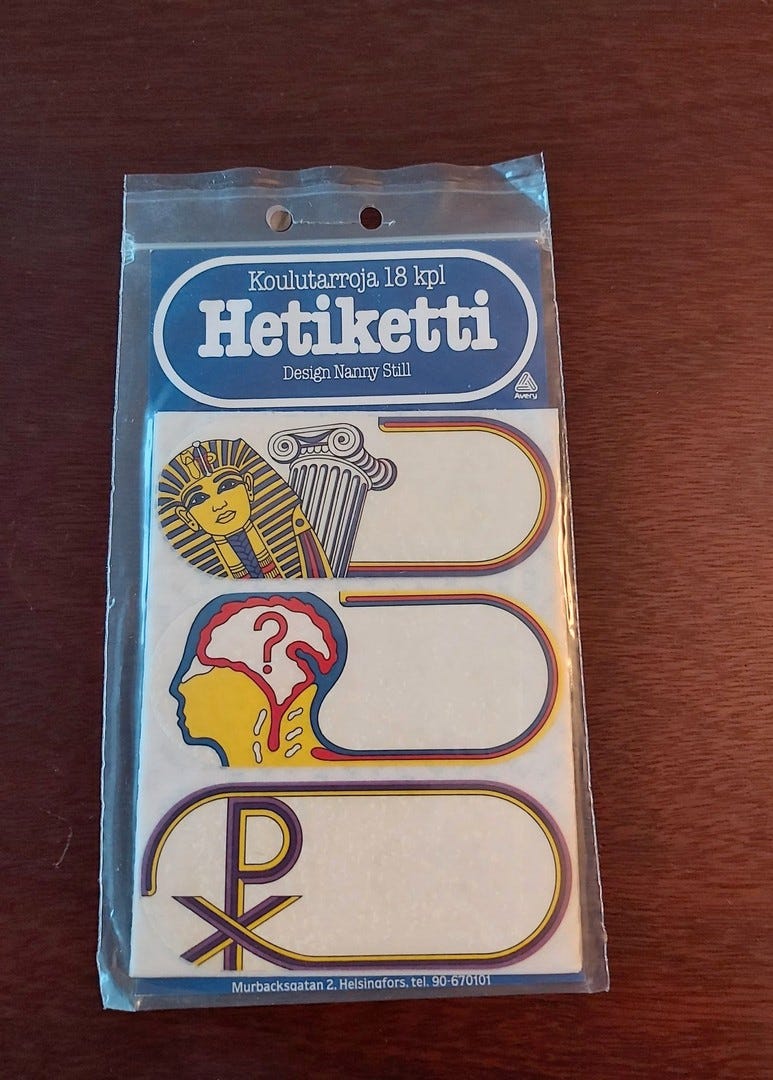 Koulutarroja 18 kpl
Hetiketti
Design Nanny Still
Avery
?
Murbacksgatan 2. Helsingfors. tel. 90-670101